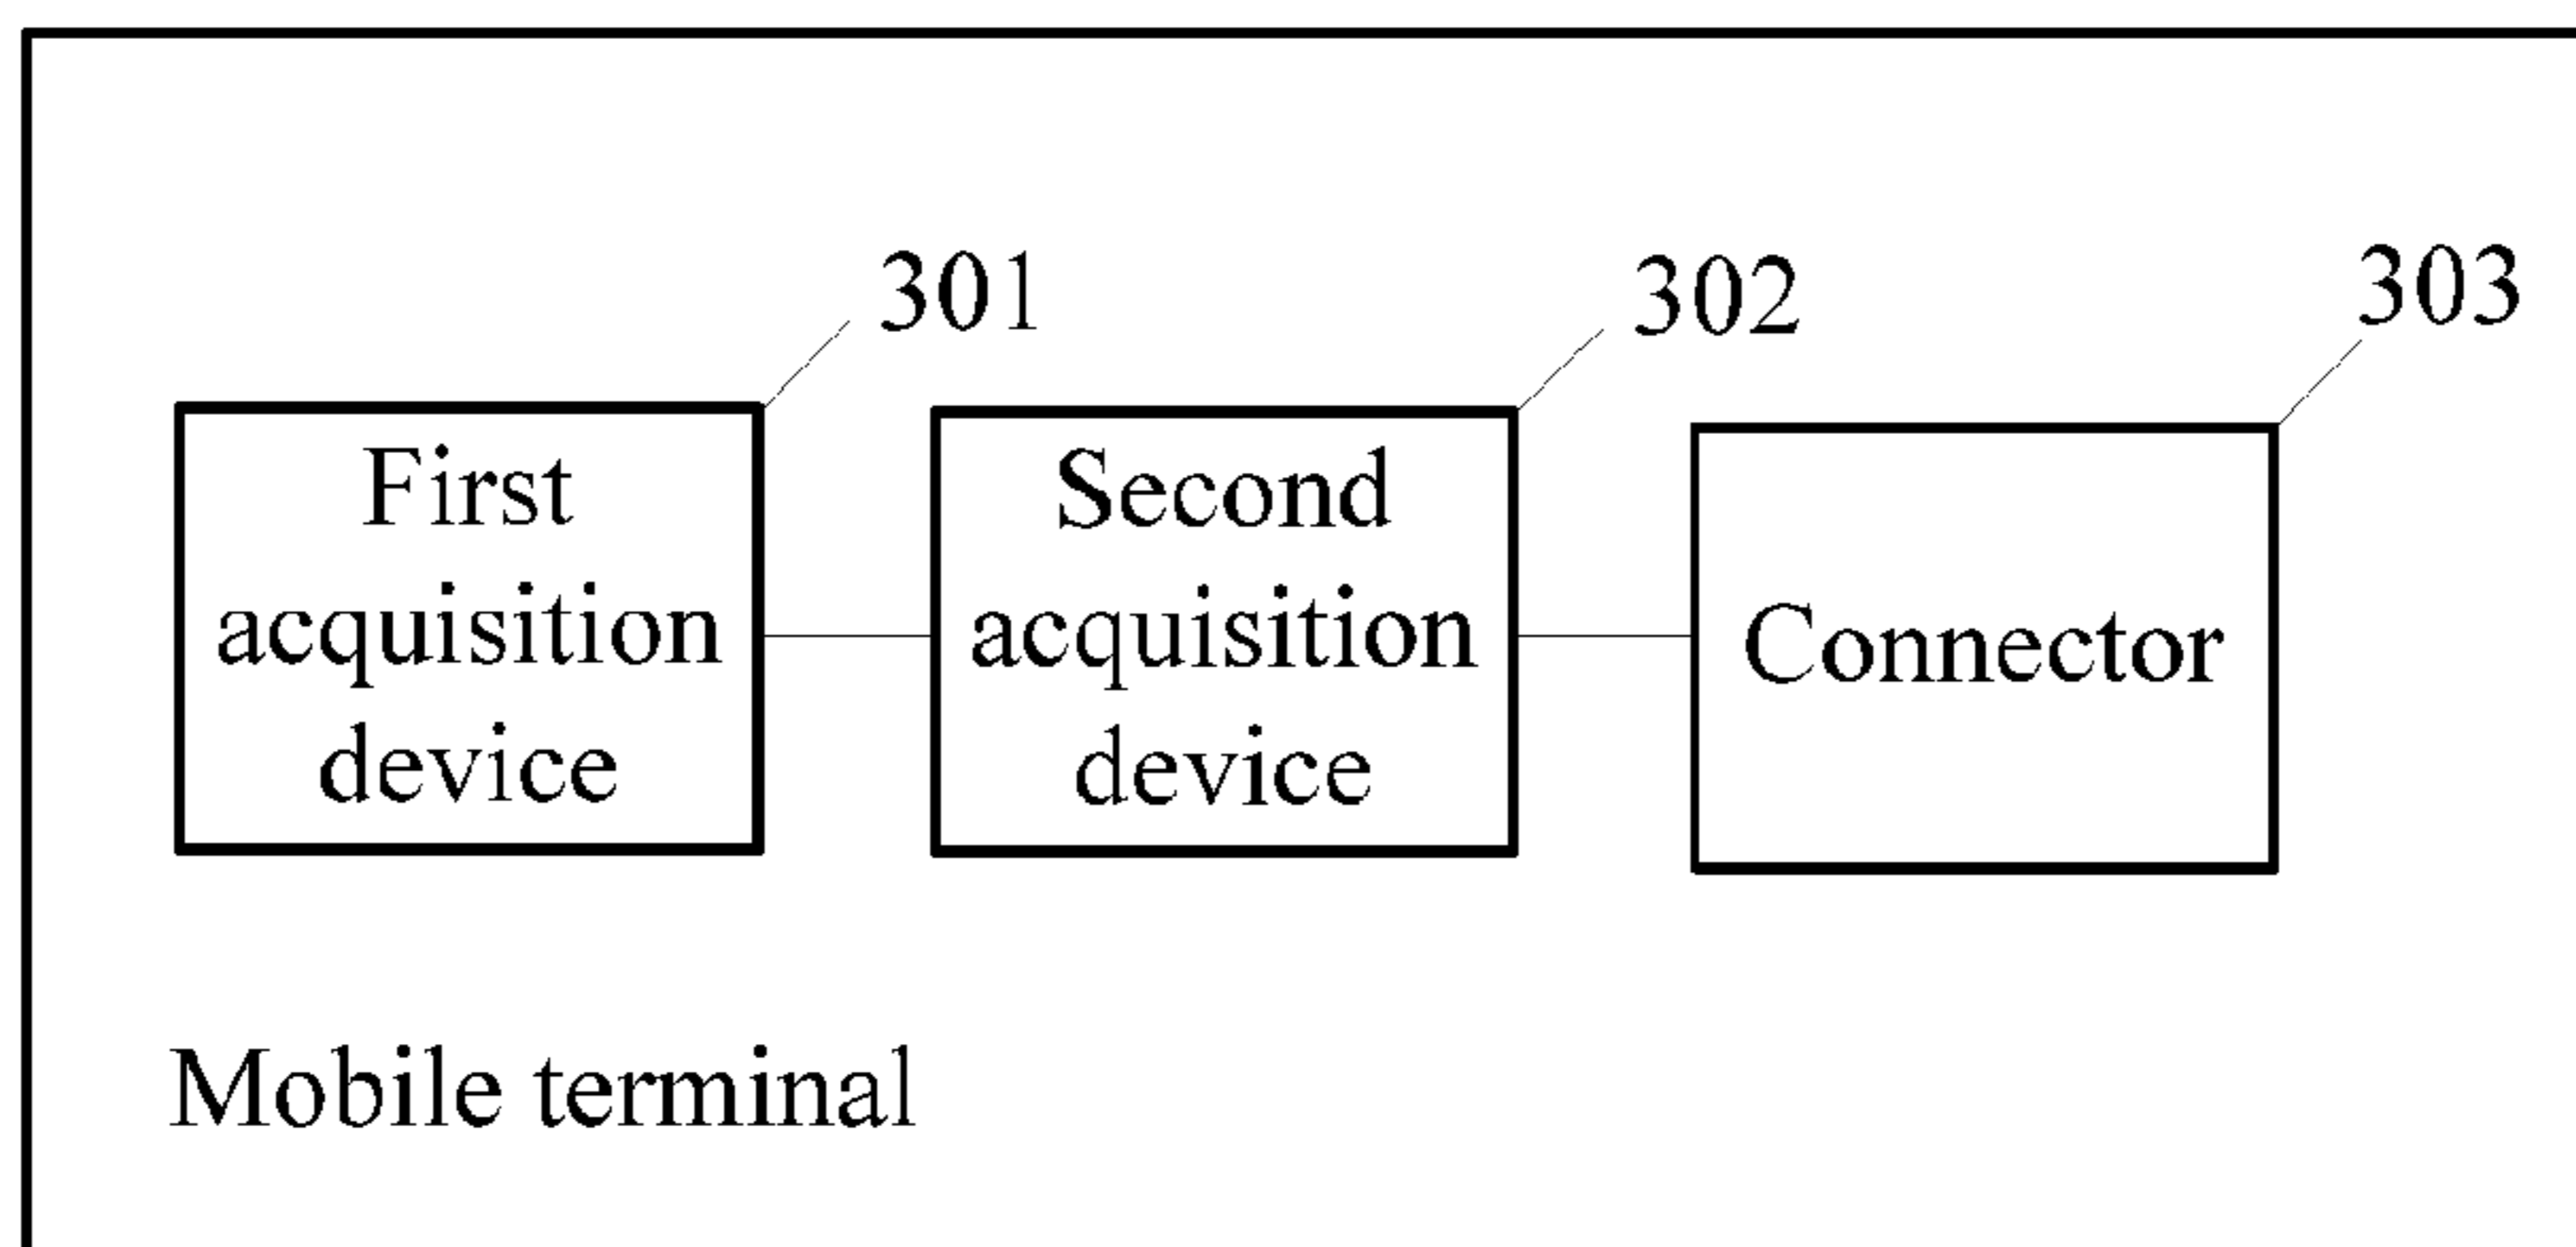 301
302
303
First
acquisition
device
Second
acquisition
device
Connector
Mobile terminal